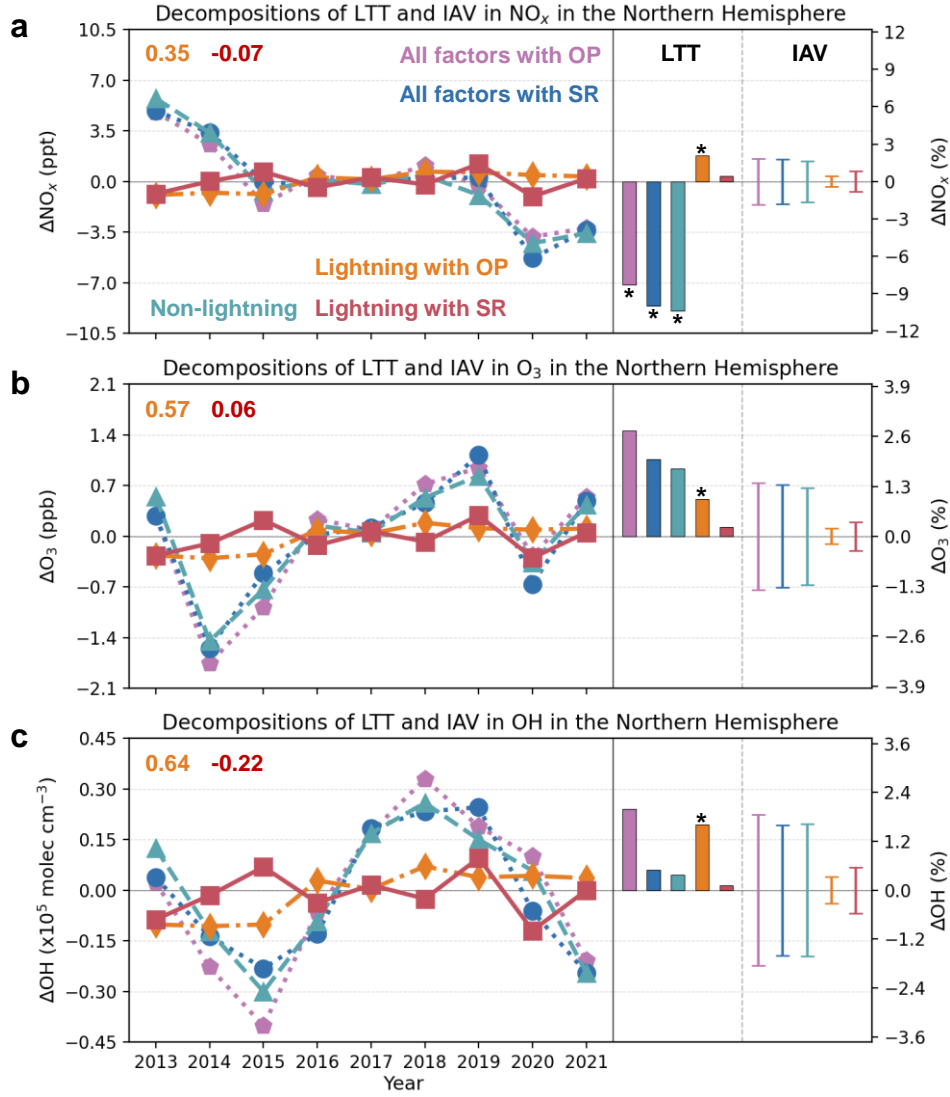 a
Decompositions of LTT and IAV in NOx in the Northern Hemisphere
0.35 -0.07
All factors with OP
All factors with SR
Lightning with OP
Non-lightning Lightning with SR
LTT IAV
* * * *
ΔNOx (ppt)
10.5
7.0
3.5
0.0
−3.5
−7.0
−10.5
ΔNOx (%)
12
9
6
3
0
−3
−6
−9
−12
b
Decompositions of LTT and IAV in O3 in the Northern Hemisphere
0.57 0.06
*
ΔO3 (ppb)
2.1
1.4
0.7
0.0
−0.7
−1.4
−2.1
ΔO3 (%)
3.9
2.6
1.3
0.0
−1.3
−2.6
−3.9
c
Decompositions of LTT and IAV in OH in the Northern Hemisphere
0.64 -0.22
*
ΔOH (x10⁵ molec cm⁻³)
0.45
0.30
0.15
0.00
−0.15
−0.30
−0.45
ΔOH (%)
3.6
2.4
1.2
0.0
−1.2
−2.4
−3.6
2013 2014 2015 2016 2017 2018 2019 2020 2021
Year